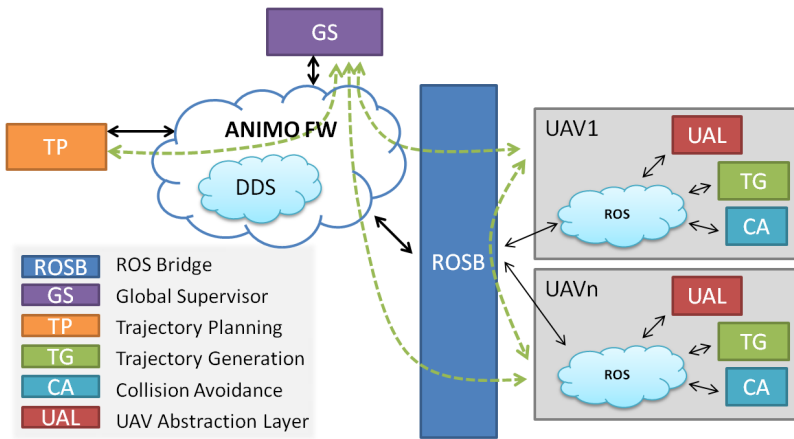 GS
ANIMO FW
TP
DDS
ROSB
UAV1
UAL
TG
ROS
CA
UAVn
UAL
TG
ROS
CA
ROSB ROS Bridge
GS Global Supervisor
TP Trajectory Planning
TG Trajectory Generation
CA Collision Avoidance
UAL UAV Abstraction Layer